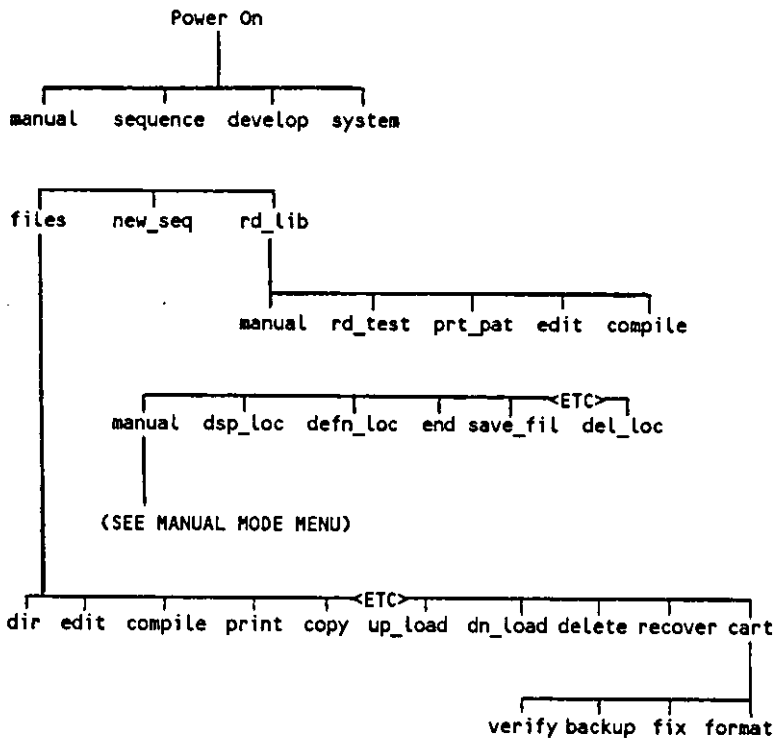 Power On
manual sequence develop system
files new_seq rd_lib
manual rd_test prt_pat edit compile
<ETC>
manual dsp_loc defn_loc end save_fil del_loc
(SEE MANUAL MODE MENU)
<ETC>
dir edit compile print copy up_load dn_load delete recover cart
verify backup fix format